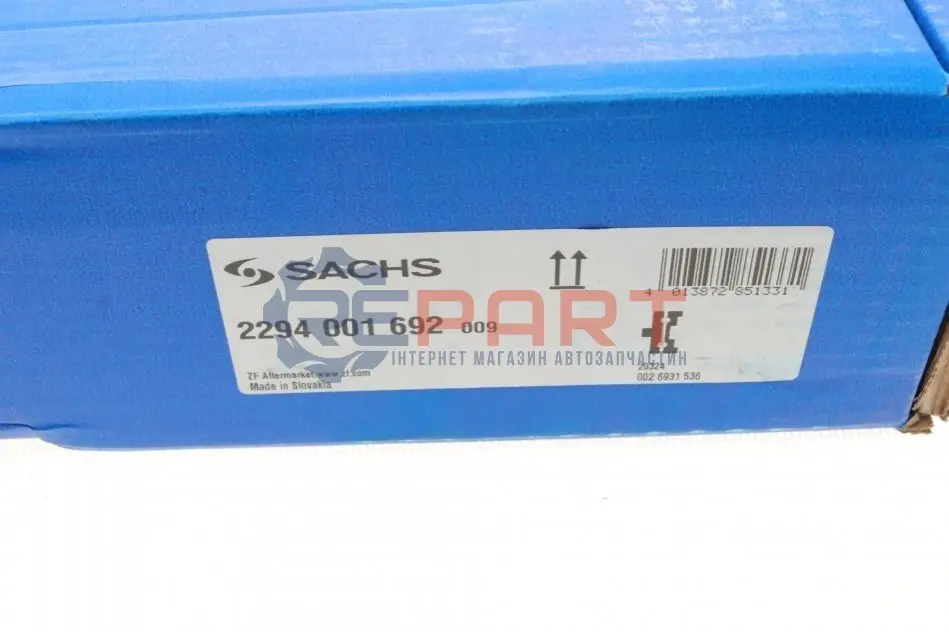 SACHS
4 013872 851331
2294 001 692 009
REPART
ІНТЕРНЕТ МАГАЗИН АВТОЗАПЧАСТИН
ZF Aftermarket www.zf.com
Made in Slovakia
20324
002 5931 536